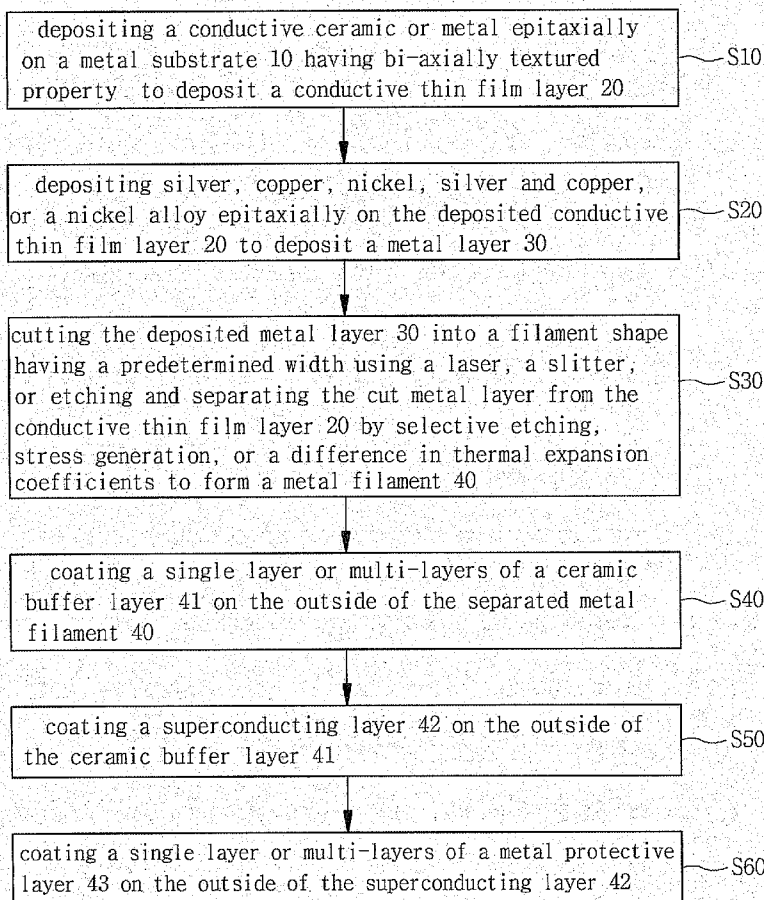 depositing a conductive ceramic or metal epitaxially
on a metal substrate 10 having bi-axially textured
property to deposit a conductive thin film layer 20
S10
depositing silver, copper, nickel, silver and copper,
or a nickel alloy epitaxially on the deposited conductive
thin film layer 20 to deposit a metal layer 30
S20
cutting the deposited metal layer 30 into a filament shape
having a predetermined width using a laser, a slitter,
or etching and separating the cut metal layer from the
conductive thin film layer 20 by selective etching,
stress generation, or a difference in thermal expansion
coefficients to form a metal filament 40
S30
coating a single layer or multi-layers of a ceramic
buffer layer 41 on the outside of the separated metal
filament 40
S40
coating a superconducting layer 42 on the outside of
the ceramic buffer layer 41
S50
coating a single layer or multi-layers of a metal protective
layer 43 on the outside of the superconducting layer 42
S60